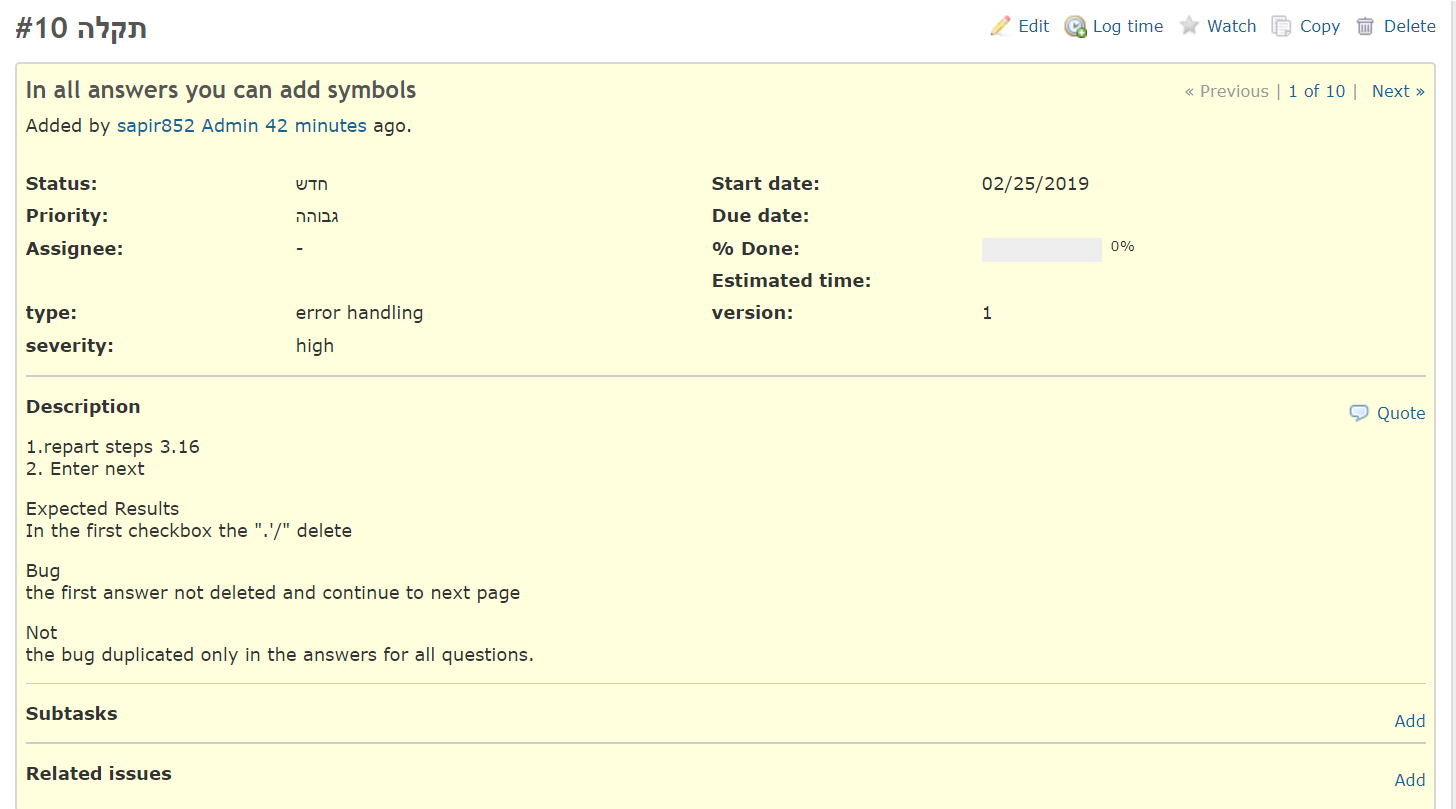 תקלה #10
Edit Log time Watch Copy Delete
In all answers you can add symbols
« Previous | 1 of 10 | Next »
Added by sapir852 Admin 42 minutes ago.
Status: חדש Start date: 02/25/2019
Priority: גבוהה Due date:
Assignee: - % Done: 0%
Estimated time:
type: error handling version: 1
severity: high
Description
Quote
1.repart steps 3.16
2. Enter next
Expected Results
In the first checkbox the ".'/" delete
Bug
the first answer not deleted and continue to next page
Not
the bug duplicated only in the answers for all questions.
Subtasks
Add
Related issues
Add